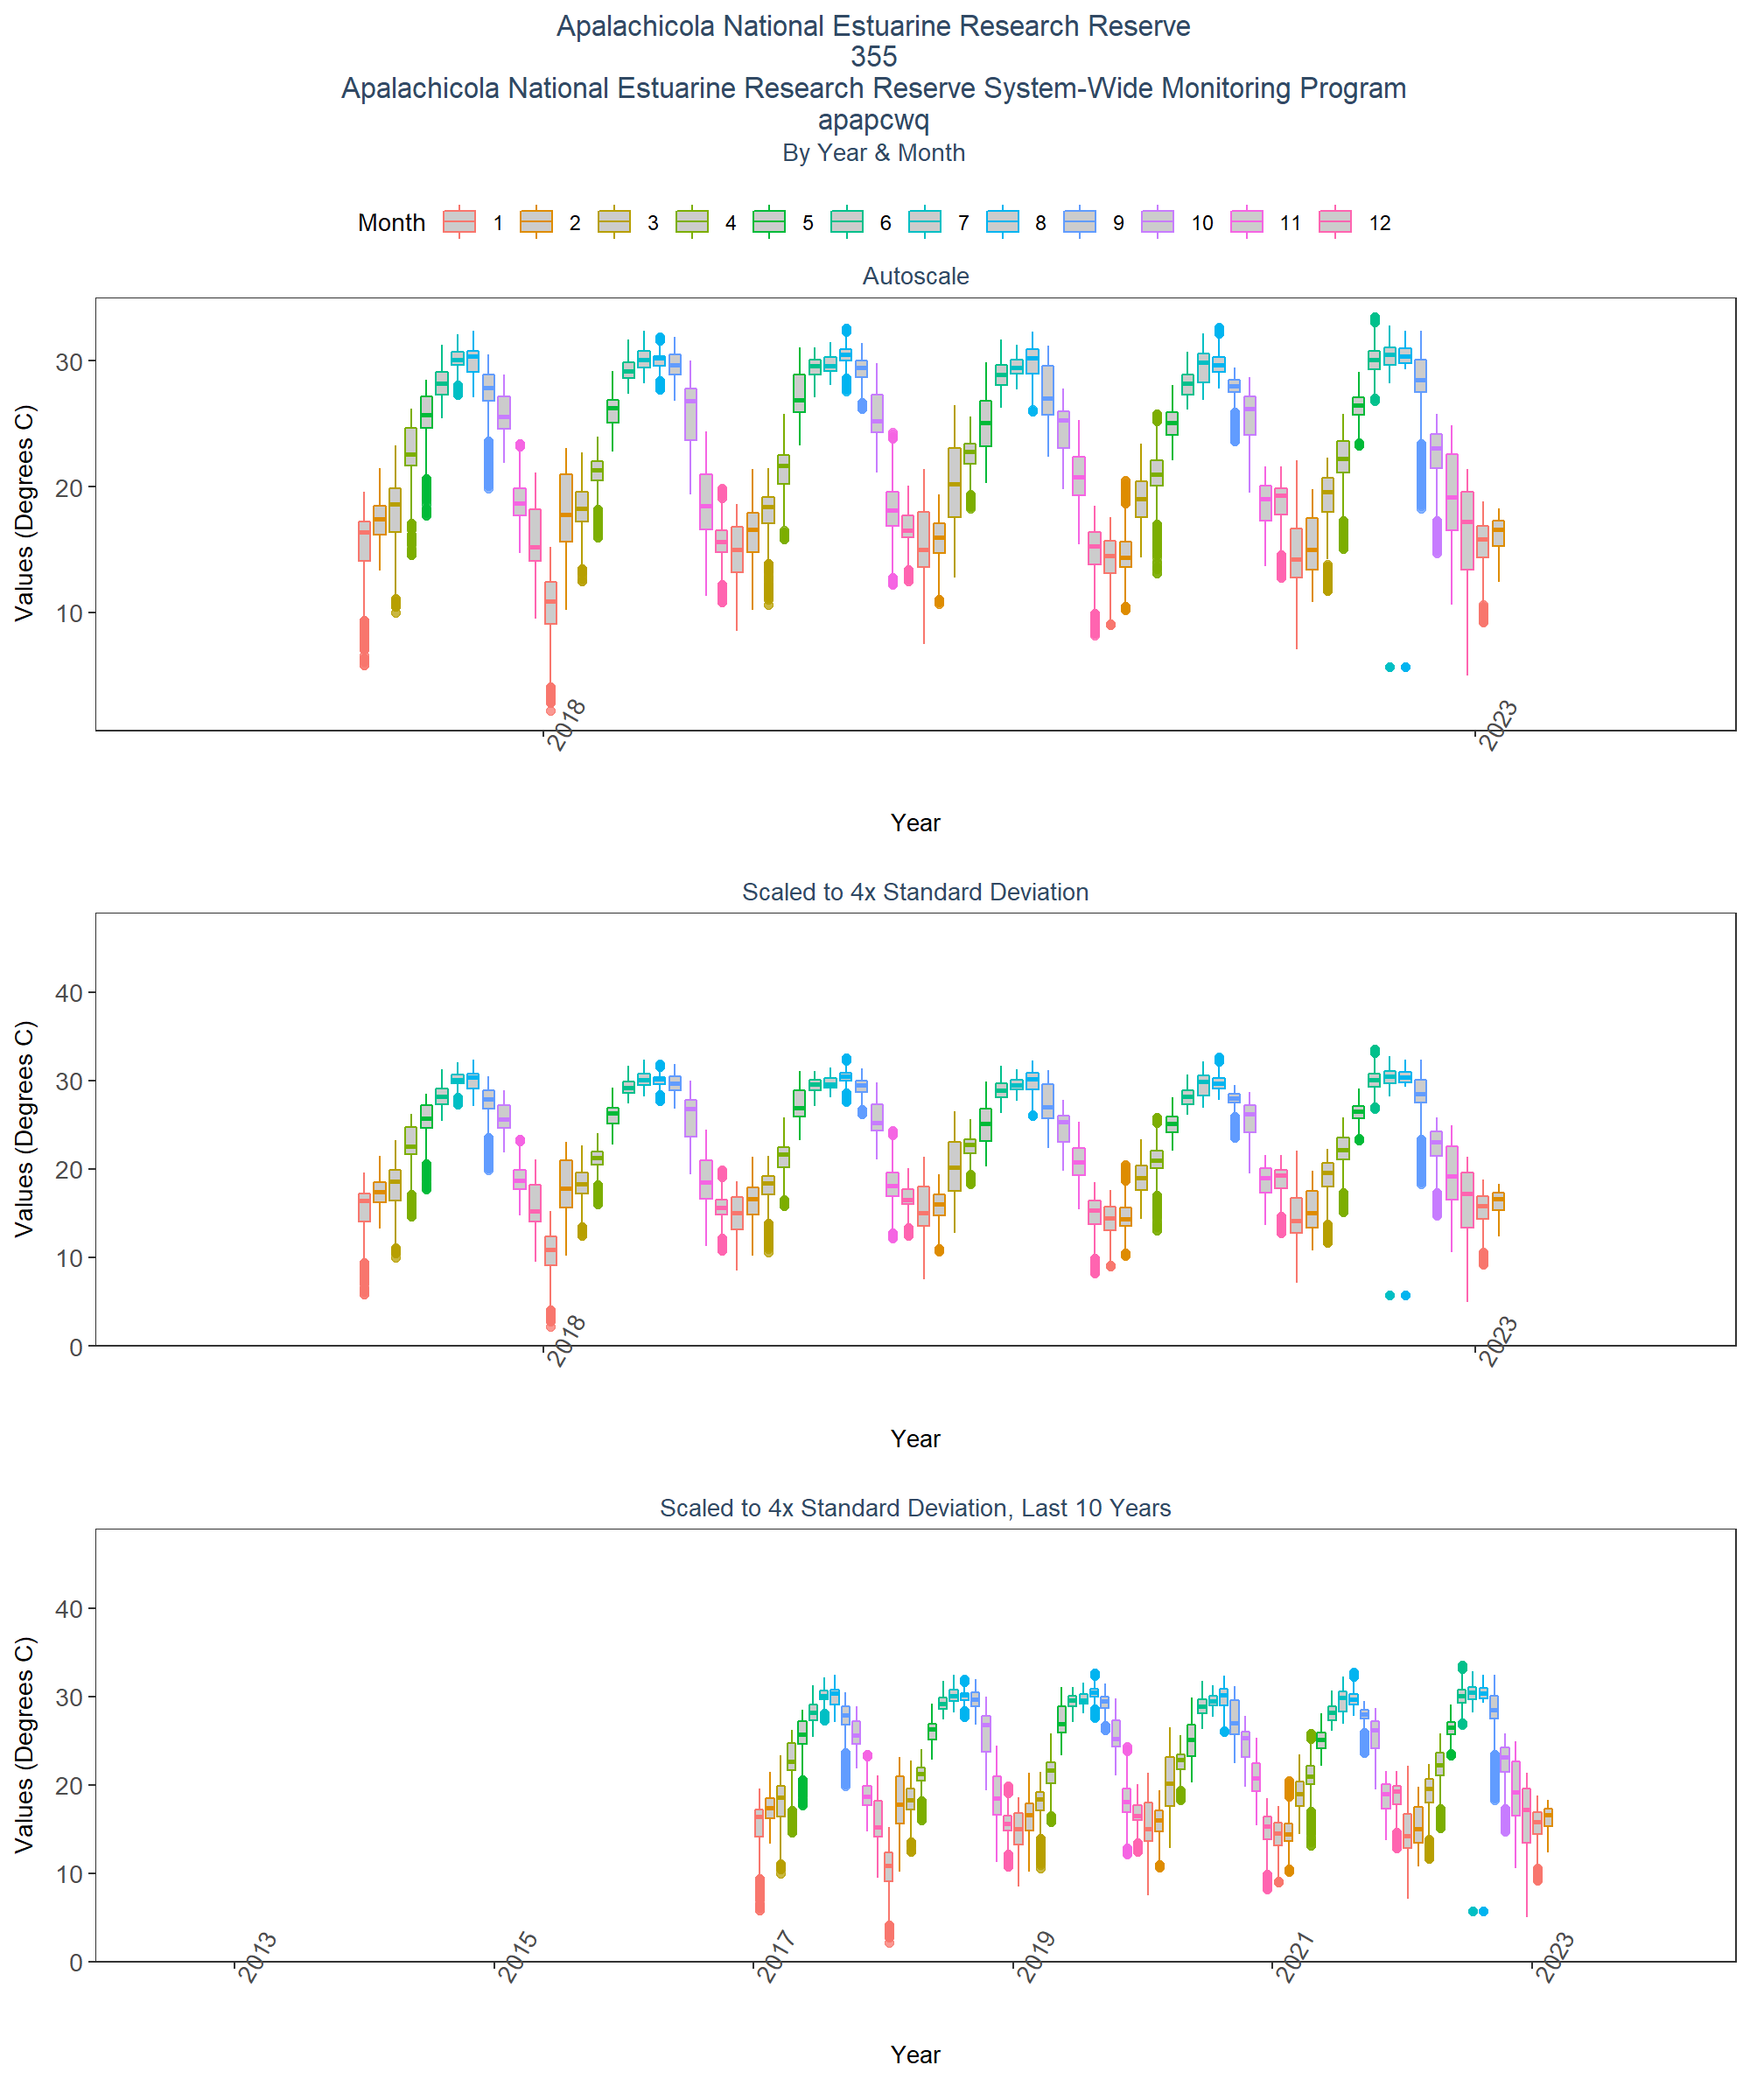 Apalachicola National Estuarine Research Reserve
355
Apalachicola National Estuarine Research Reserve System-Wide Monitoring Program
apapcwq
By Year & Month
Month 1 2 3 4 5 6 7 8 9 10 11 12
Autoscale
Values (Degrees C)
30
20
10
2018 2023
Year
Scaled to 4x Standard Deviation
Values (Degrees C)
40
30
20
10
0
2018 2023
Year
Scaled to 4x Standard Deviation, Last 10 Years
Values (Degrees C)
40
30
20
10
0
2013 2015 2017 2019 2021 2023
Year